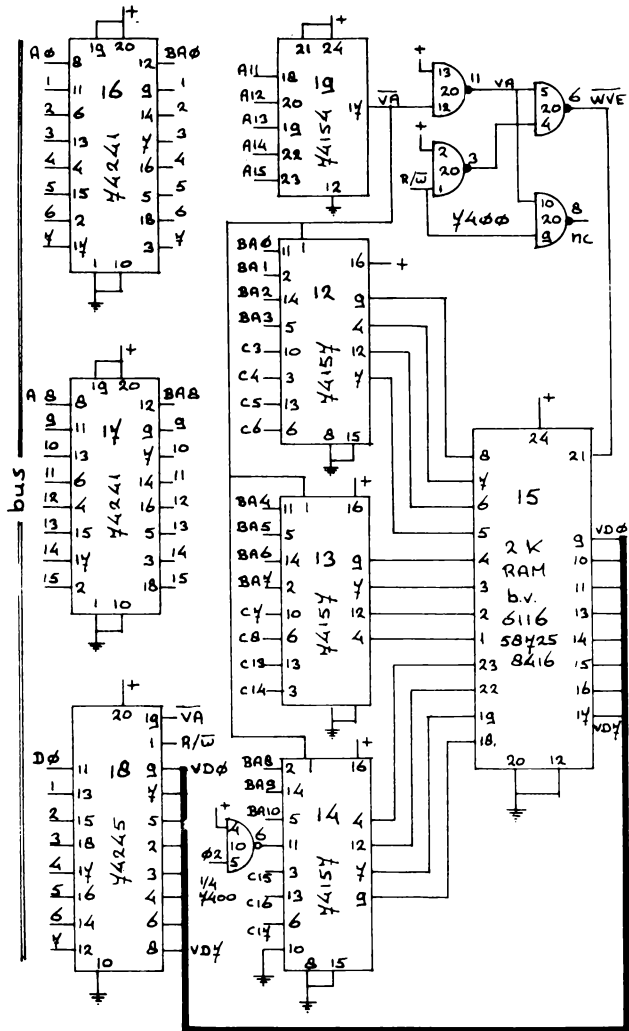 bus
+
19 20
AØ 8 12 BAØ
1 11 16 9 1
2 6 14 2
3 13 7 3
4 4 74241 16 4
5 15 5 5
6 2 18 6
7 17 3 7
1 10
+
19 20
A8 8 12 BA8
9 11 17 9 9
10 13 7 10
11 6 14 11
12 4 74241 16 12
13 15 5 13
14 17 3 14
15 2 18 15
1 10
+
20
19 V̅A̅
1 R/W̅
DØ 11 18 9 VDØ
1 13 7
2 15 5
3 18 2
4 17 74245 3
5 16 4
6 14 6
7 12 8 VD7
10
+
21 24
A11 18 19
A12 20 17 V̅A̅
A13 19
A14 22 74154
A15 23
12
+
13 11 VA
20
12
+
2 3
20
R/W̅ 1
7400
5 6 W̅V̅E̅
20
4
10 8
20
9 nc
1
BAØ 11 16 +
BA1 2 12
BA2 14 9
BA3 5 4
C3 10 12
C4 3 74157 7
C5 13
C6 6
8 15
+
1 16
BA4 11
BA5 5
BA6 14 13 9
BA7 2 7
C7 10 12
C8 6 74157 4
C13 13
C14 3
+
1 16
BA8 2
BA9 14
BA10 5 14 4
+
4 6
10
Ø2 5
1/4
7400
11 12
C15 3 74157 7
C16 13 9
C17 6
10
8 15
+
24
8 21
7 15
6
5 9 VDØ
4 2K 10
3 RAM 11
2 b.v. 13
1 6116 14
23 58725 15
22 8416 16
19 17 VD7
18.
20 12